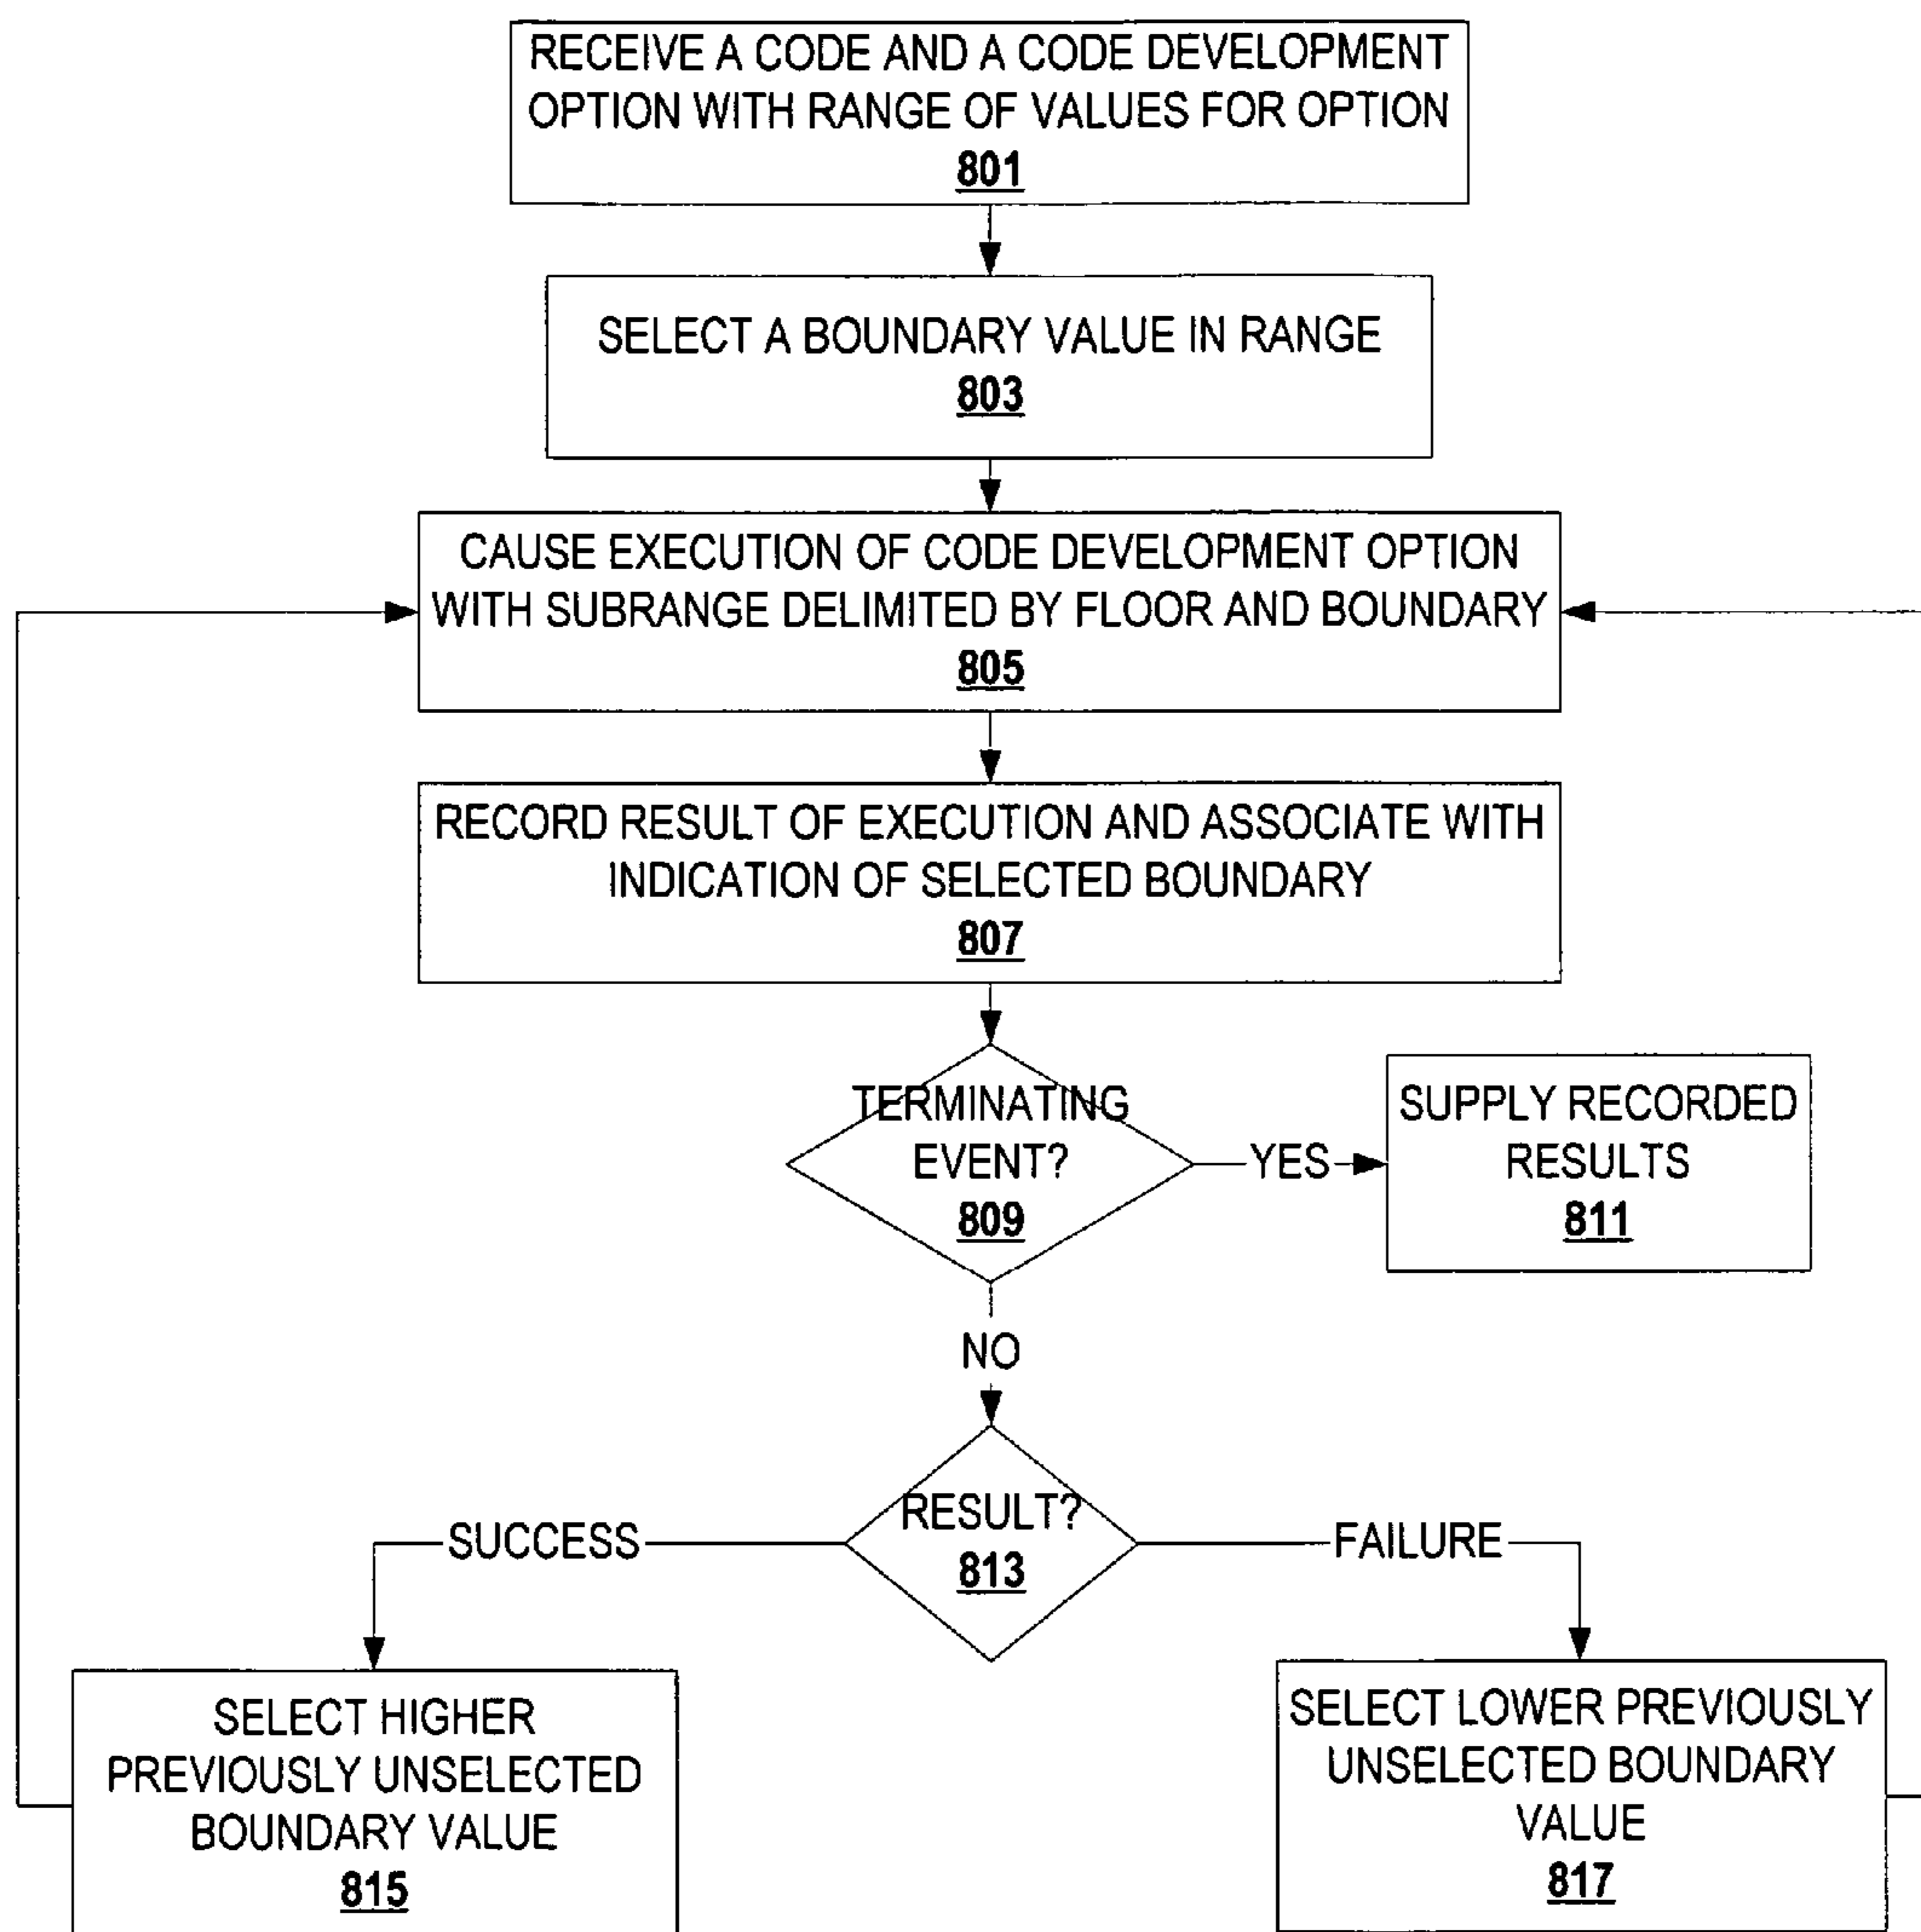 RECEIVE A CODE AND A CODE DEVELOPMENT
OPTION WITH RANGE OF VALUES FOR OPTION
801
SELECT A BOUNDARY VALUE IN RANGE
803
CAUSE EXECUTION OF CODE DEVELOPMENT OPTION
WITH SUBRANGE DELIMITED BY FLOOR AND BOUNDARY
805
RECORD RESULT OF EXECUTION AND ASSOCIATE WITH
INDICATION OF SELECTED BOUNDARY
807
TERMINATING
EVENT?
809
YES
SUPPLY RECORDED
RESULTS
811
NO
RESULT?
813
SUCCESS
FAILURE
SELECT HIGHER
PREVIOUSLY UNSELECTED
BOUNDARY VALUE
815
SELECT LOWER PREVIOUSLY
UNSELECTED BOUNDARY
VALUE
817